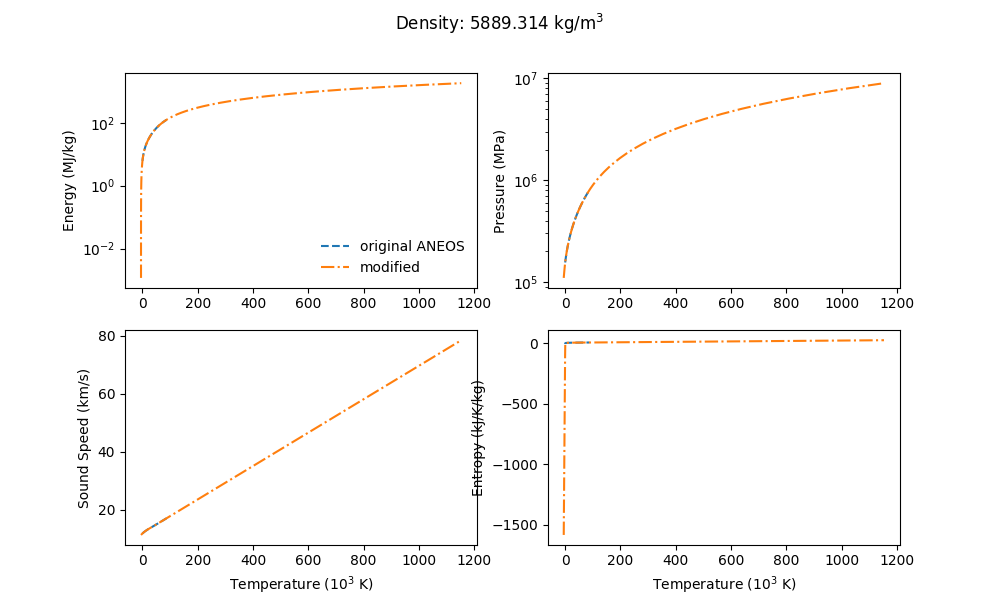 Density: 5889.314 kg/m³
Energy (MJ/kg)
10²
10⁰
10⁻²
original ANEOS
modified
0 200 400 600 800 1000 1200
Pressure (MPa)
10⁷
10⁶
10⁵
0 200 400 600 800 1000 1200
Sound Speed (km/s)
80
60
40
20
0 200 400 600 800 1000 1200
Temperature (10³ K)
Entropy (kJ/K/kg)
0
−500
−1000
−1500
0 200 400 600 800 1000 1200
Temperature (10³ K)